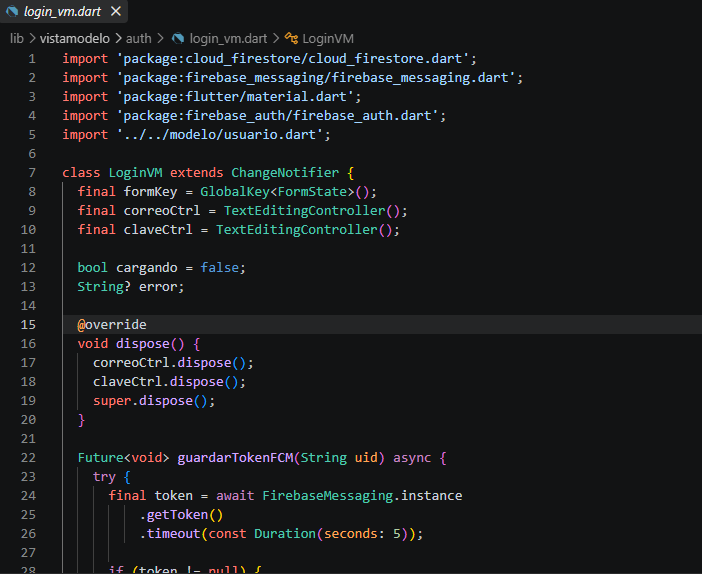 login_vm.dart ×
lib > vistamodelo > auth > login_vm.dart > LoginVM
1 import 'package:cloud_firestore/cloud_firestore.dart';
2 import 'package:firebase_messaging/firebase_messaging.dart';
3 import 'package:flutter/material.dart';
4 import 'package:firebase_auth/firebase_auth.dart';
5 import '../../modelo/usuario.dart';
6
7 class LoginVM extends ChangeNotifier {
8   final formKey = GlobalKey<FormState>();
9   final correoCtrl = TextEditingController();
10   final claveCtrl = TextEditingController();
11
12   bool cargando = false;
13   String? error;
14
15   @override
16   void dispose() {
17     correoCtrl.dispose();
18     claveCtrl.dispose();
19     super.dispose();
20   }
21
22   Future<void> guardarTokenFCM(String uid) async {
23     try {
24       final token = await FirebaseMessaging.instance
25           .getToken()
26           .timeout(const Duration(seconds: 5));
27
28       if (token != null) {